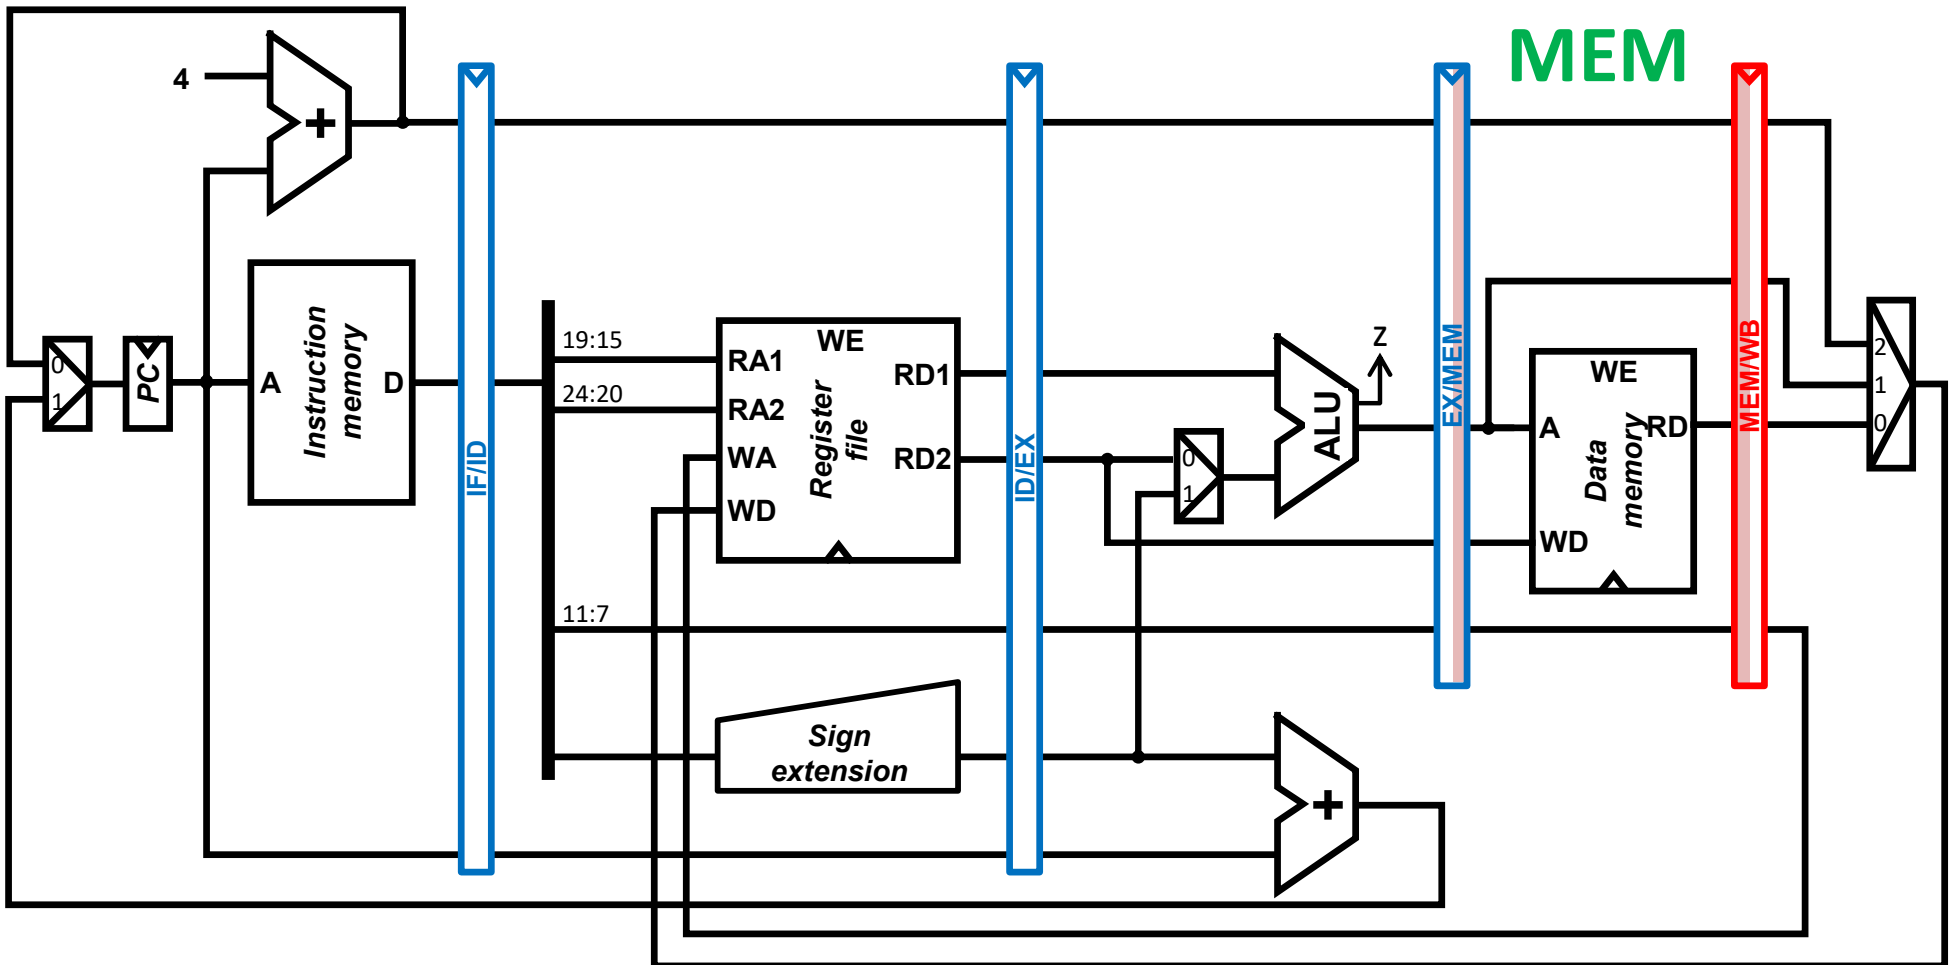 MEM
4
+
IF/ID
ID/EX
EX/MEM
MEM/WB
0
1
PC
A
Instruction
memory
D
19:15
24:20
11:7
RA1
RA2
WA
WD
WE
Register
file
RD1
RD2
0
1
ALU
Z
A
WD
WE
Data
memory
RD
2
1
0
Sign
extension
+